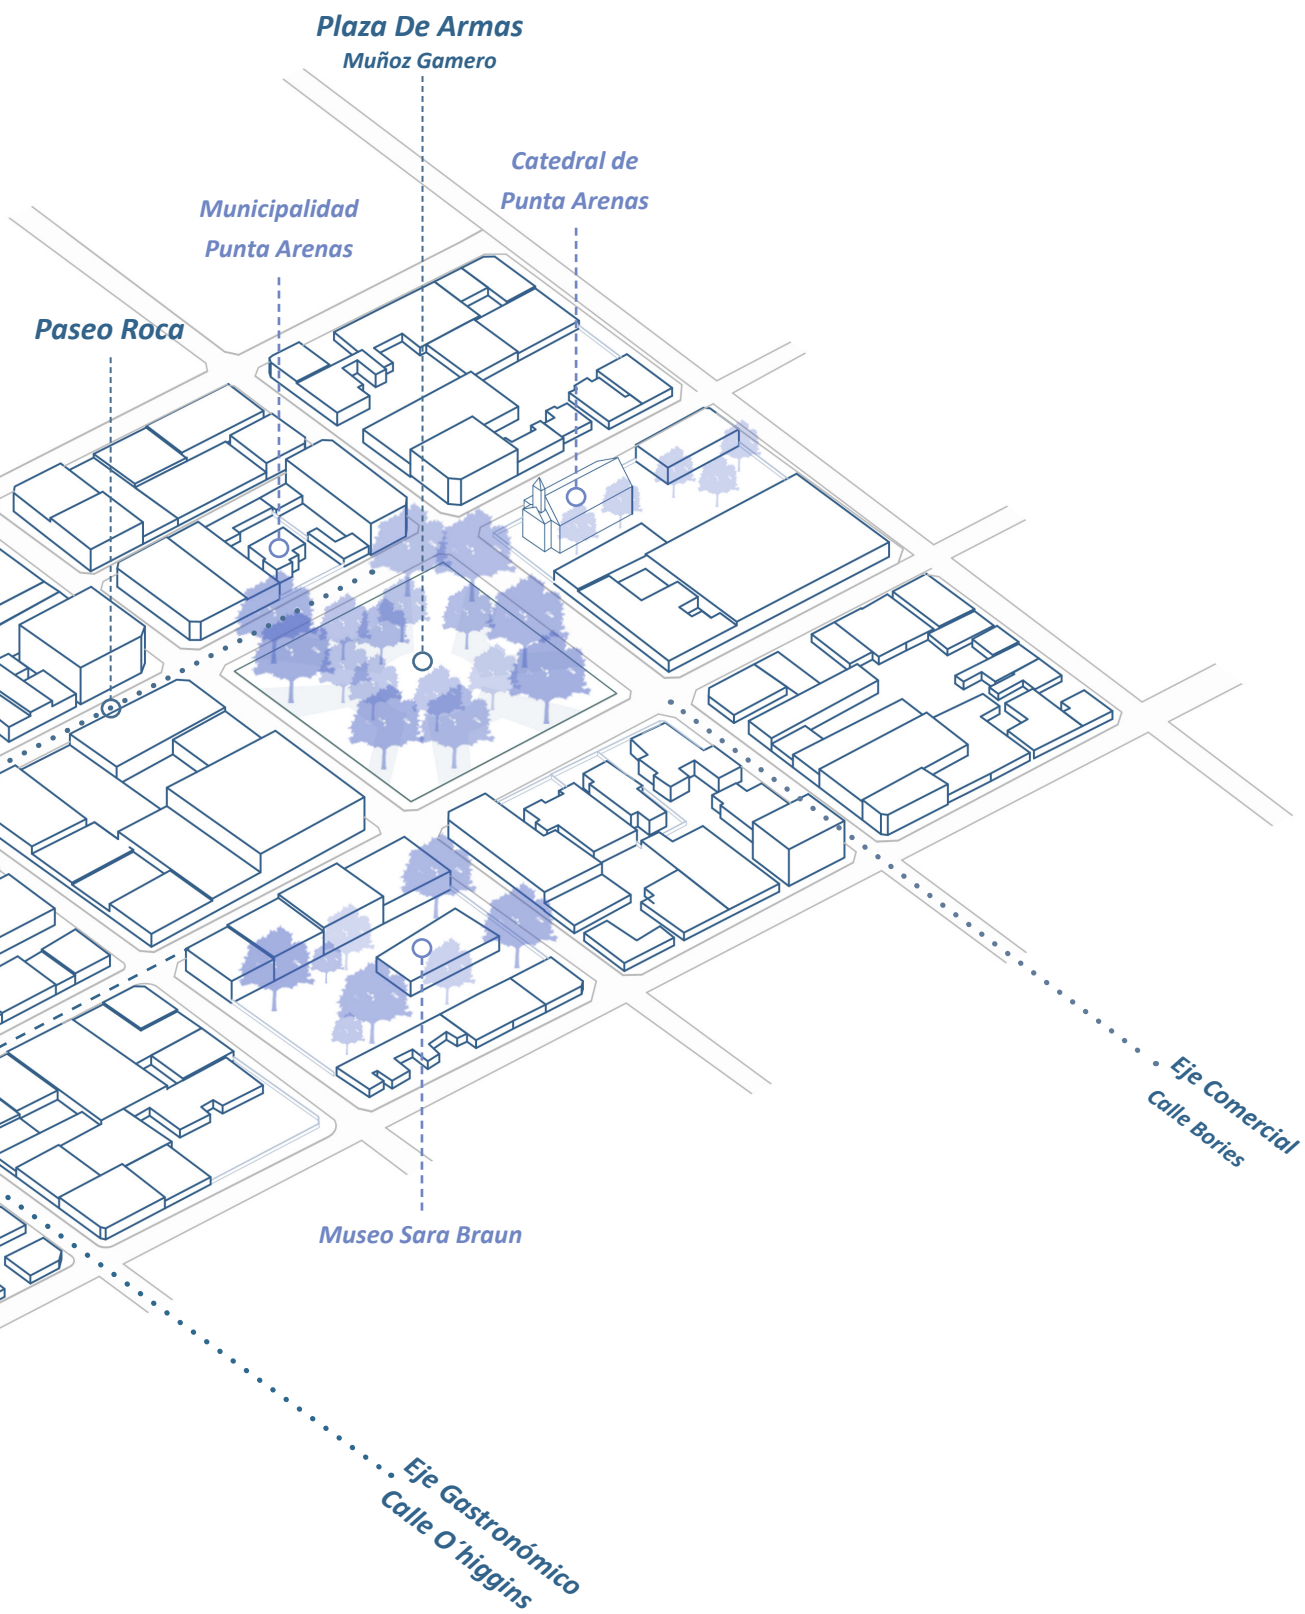 Plaza De Armas
Muñoz Gamero
Catedral de
Punta Arenas
Municipalidad
Punta Arenas
Paseo Roca
Eje Comercial
Calle Bories
Museo Sara Braun
Eje Gastronómico
Calle O´higgins